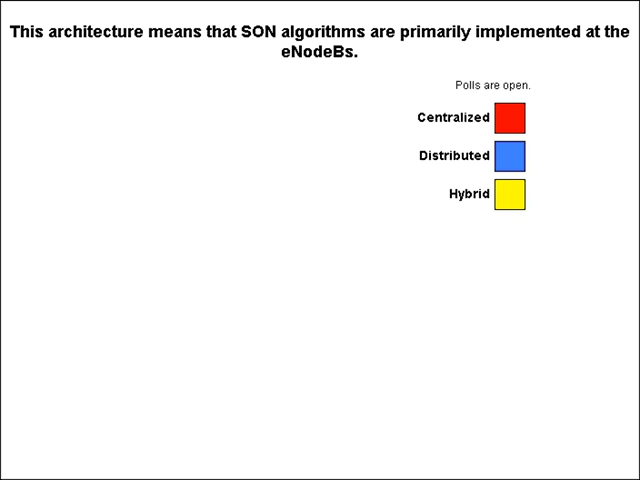 This architecture means that SON algorithms are primarily implemented at the
eNodeBs.
Polls are open.
Centralized
Distributed
Hybrid